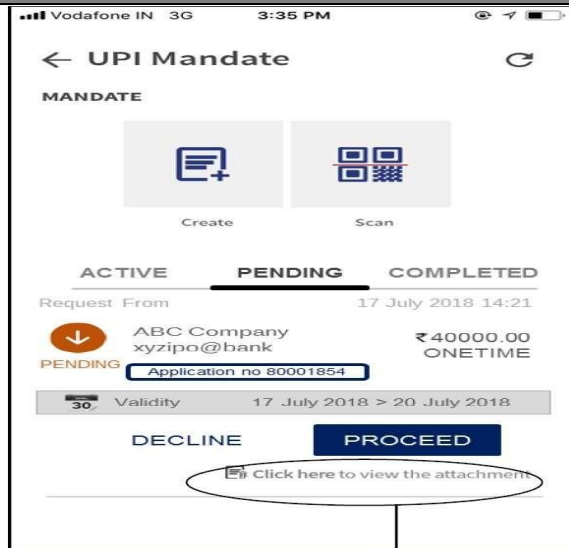 Vodafone IN 3G 3:35 PM
← UPI Mandate
MANDATE
Create Scan
ACTIVE PENDING COMPLETED
Request From 17 July 2018 14:21
ABC Company ₹40000.00
xyzipo@bank ONETIME
PENDING
Application no 80001854
30 Validity 17 July 2018 > 20 July 2018
DECLINE PROCEED
Click here to view the attachment